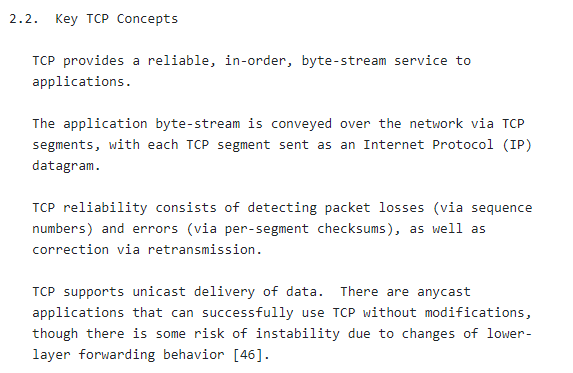 2.2.  Key TCP Concepts
TCP provides a reliable, in-order, byte-stream service to
applications.
The application byte-stream is conveyed over the network via TCP
segments, with each TCP segment sent as an Internet Protocol (IP)
datagram.
TCP reliability consists of detecting packet losses (via sequence
numbers) and errors (via per-segment checksums), as well as
correction via retransmission.
TCP supports unicast delivery of data.  There are anycast
applications that can successfully use TCP without modifications,
though there is some risk of instability due to changes of lower-
layer forwarding behavior [46].